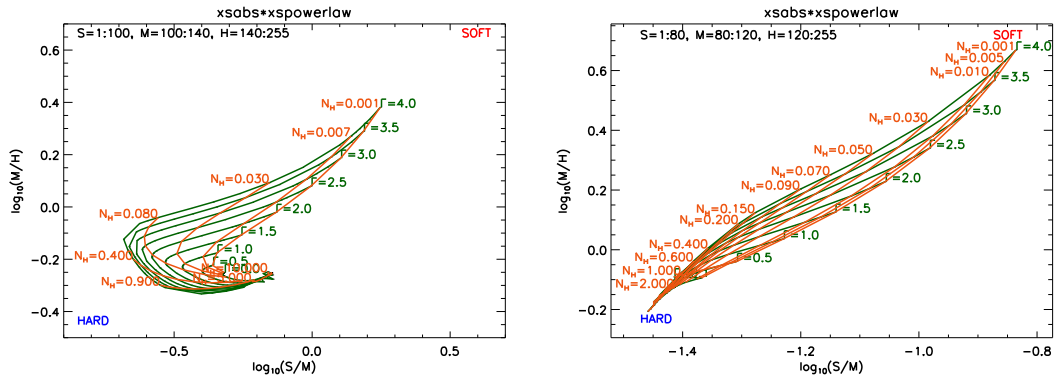 xsabs*xspowerlaw
S=1:100, M=100:140, H=140:255
SOFT
0.6
0.4
0.2
0.0
−0.2
−0.4
log₁₀(M/H)
N_H=0.001
Γ=4.0
N_H=0.007
3.5
3.0
N_H=0.030
Γ=2.5
Γ=2.0
N_H=0.080
Γ=1.5
Γ=1.0
N_H=0.400
Γ=0.5
N_H=0.900
HARD
−0.5
0.0
0.5
log₁₀(S/M)
xsabs*xspowerlaw
S=1:80, M=80:120, H=120:255
SOFT
0.6
0.4
0.2
0.0
−0.2
log₁₀(M/H)
N_H=0.001
Γ=4.0
N_H=0.005
N_H=0.010
Γ=3.5
N_H=0.030
Γ=3.0
N_H=0.050
Γ=2.5
N_H=0.070
N_H=0.090
Γ=2.0
N_H=0.150
Γ=1.5
N_H=0.200
Γ=1.0
N_H=0.400
N_H=0.600
Γ=0.5
N_H=1.000
N_H=2.000
HARD
−1.4
−1.2
−1.0
−0.8
log₁₀(S/M)